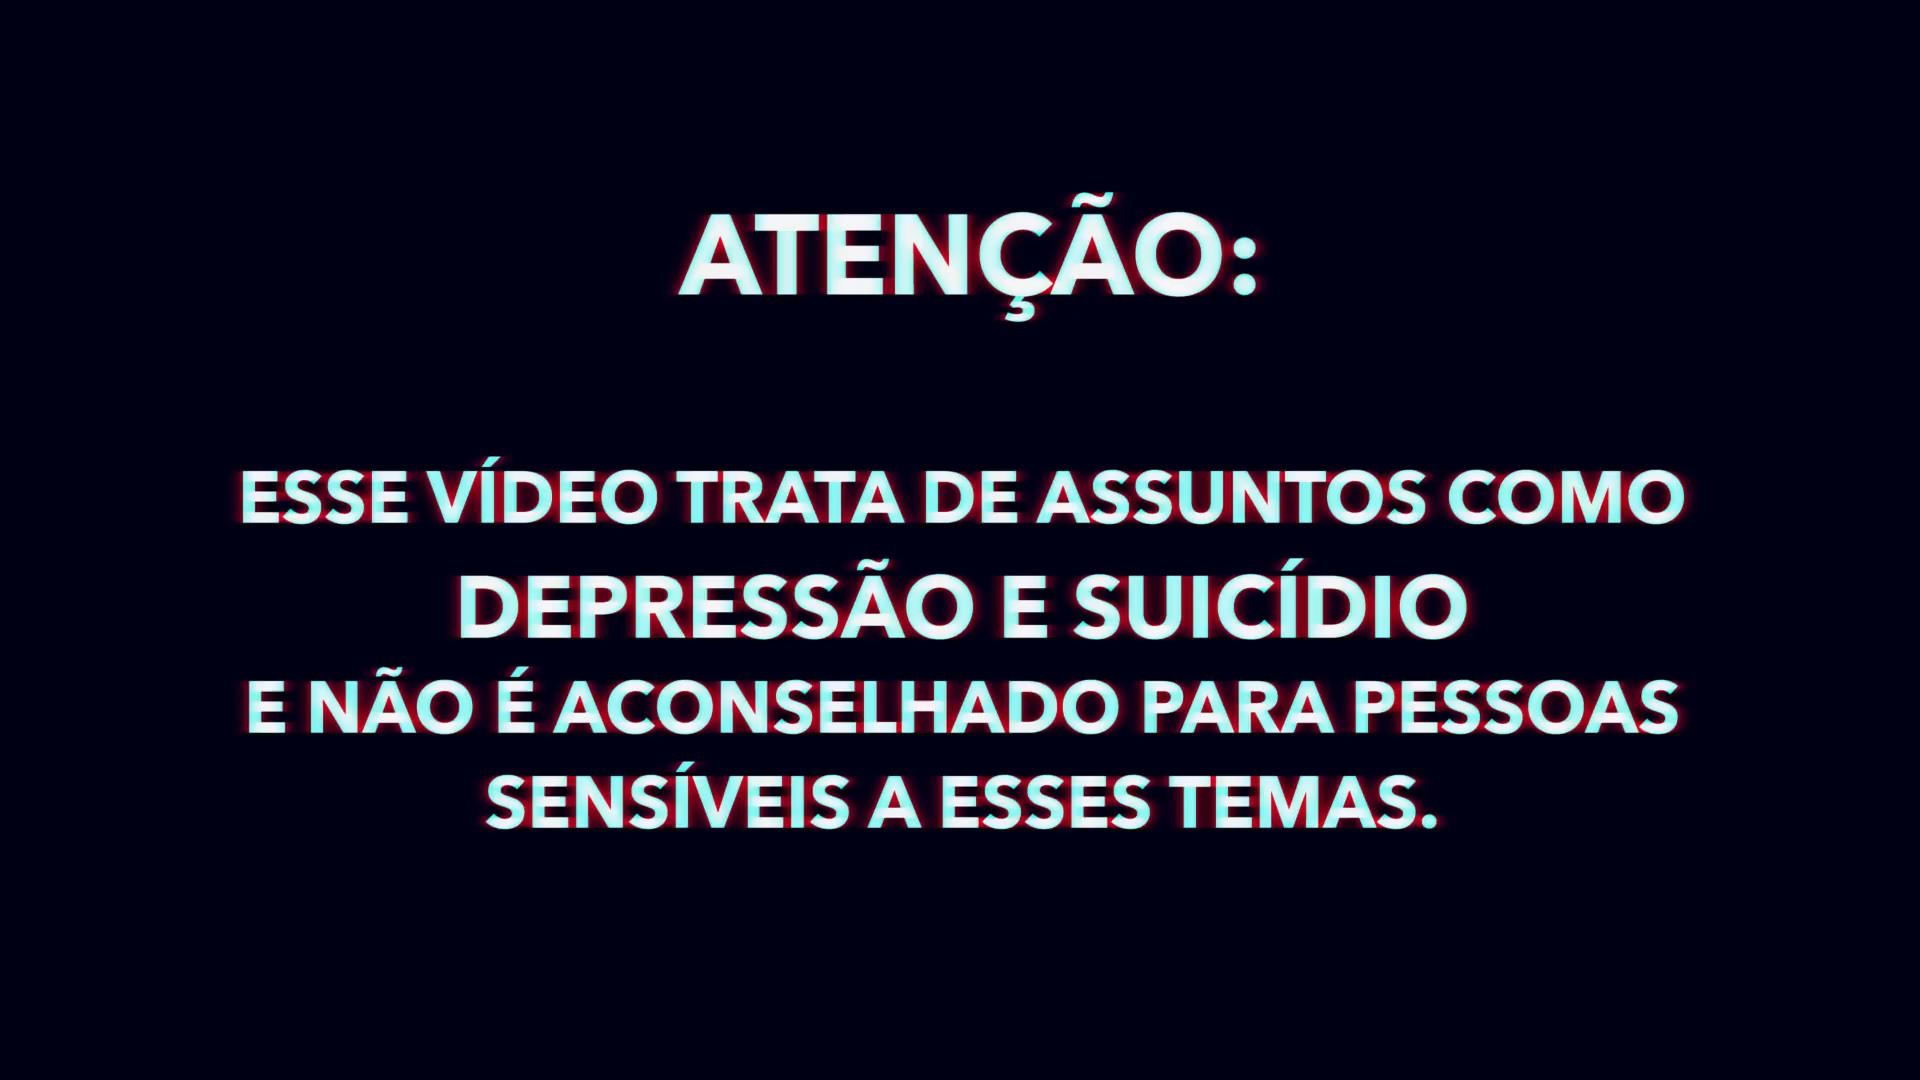 ATENÇÃO:
ESSE VÍDEO TRATA DE ASSUNTOS COMO
DEPRESSÃO E SUICÍDIO
E NÃO É ACONSELHADO PARA PESSOAS
SENSÍVEIS A ESSES TEMAS.